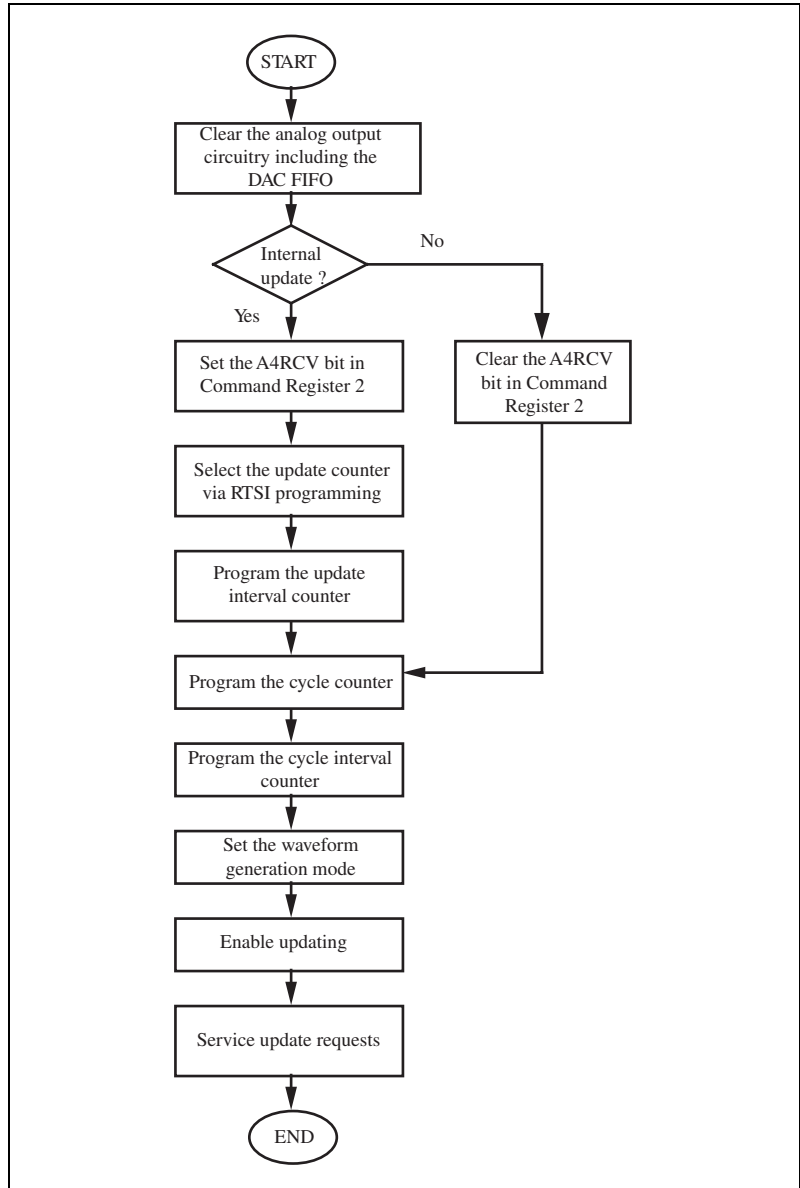 START
Clear the analog output
circuitry including the
DAC FIFO
Internal
update ?
No
Yes
Set the A4RCV bit in
Command Register 2
Clear the A4RCV
bit in Command
Register 2
Select the update counter
via RTSI programming
Program the update
interval counter
Program the cycle counter
Program the cycle interval
counter
Set the waveform
generation mode
Enable updating
Service update requests
END